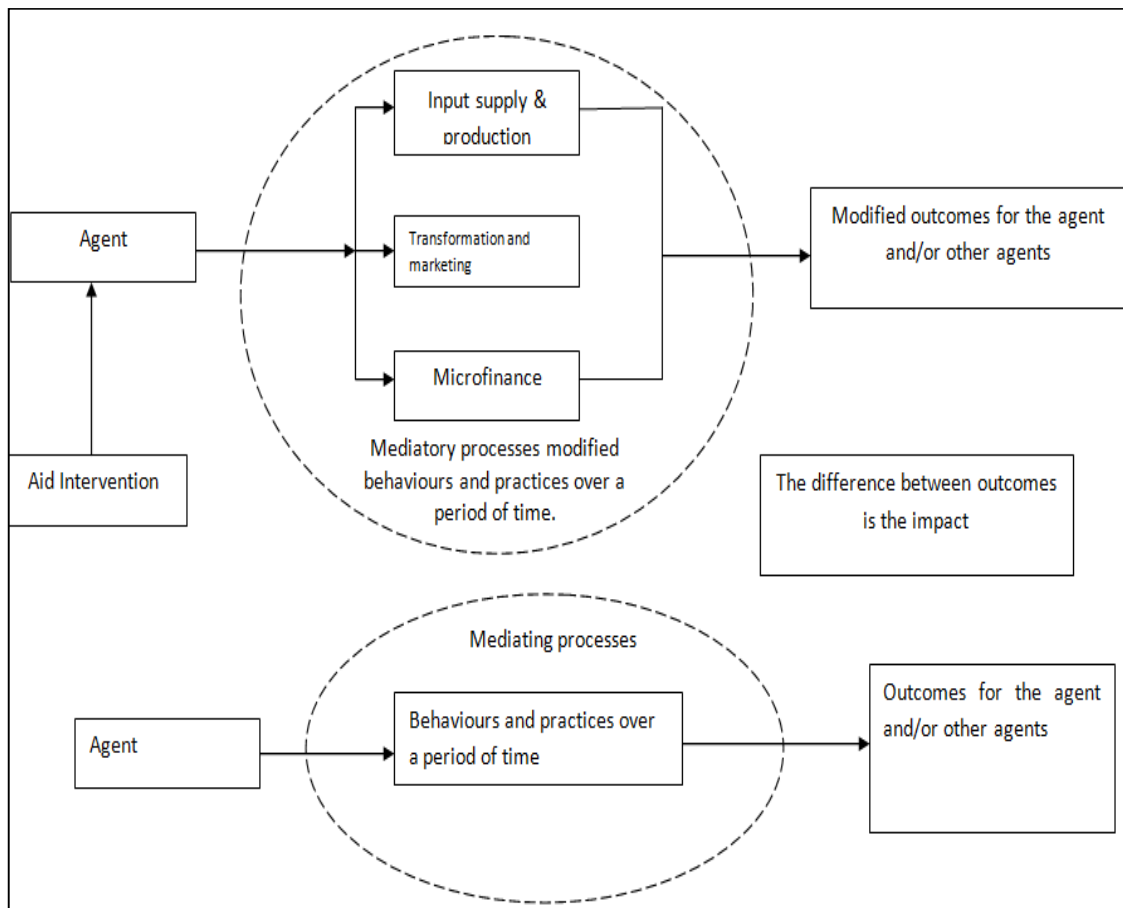 Input supply &
production
Agent
Transformation and
marketing
Modified outcomes for the agent
and/or other agents
Microfinance
Aid Intervention
Mediatory processes modified
behaviours and practices over a
period of time.
The difference between outcomes
is the impact
Mediating processes
Agent
Behaviours and practices over
a period of time
Outcomes for the agent
and/or other agents